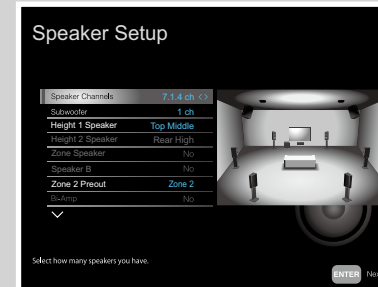 Speaker Setup
Speaker Channels 7.1.4 ch <>
Subwoofer 1 ch
Height 1 Speaker Top Middle
Height 2 Speaker Rear High
Zone Speaker No
Speaker B No
Zone 2 Preout Zone 2
Bi-Amp No
Select how many speakers you have.
ENTER